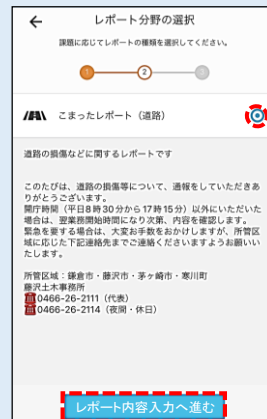 レポート分野の選択
課題に応じてレポートの種類を選択してください。
1 2 3
こまったレポート（道路）
道路の損傷などに関するレポートです
このたびは、道路の損傷等について、通報をしていただきあ
りがとうございます。
開庁時間（平日8時30分から17時15分）以外にいただいた
場合は、翌業務開始時間になり次第、内容を確認します。
緊急を要する場合は、大変お手数をおかけしますが、所管区
域に応じた下記連絡先までご連絡くださいますようお願いい
たします。
所管区域：鎌倉市・藤沢市・茅ヶ崎市・寒川町
藤沢土木事務所
☎0466-26-2111（代表）
☎0466-26-2114（夜間・休日）
レポート内容入力へ進む